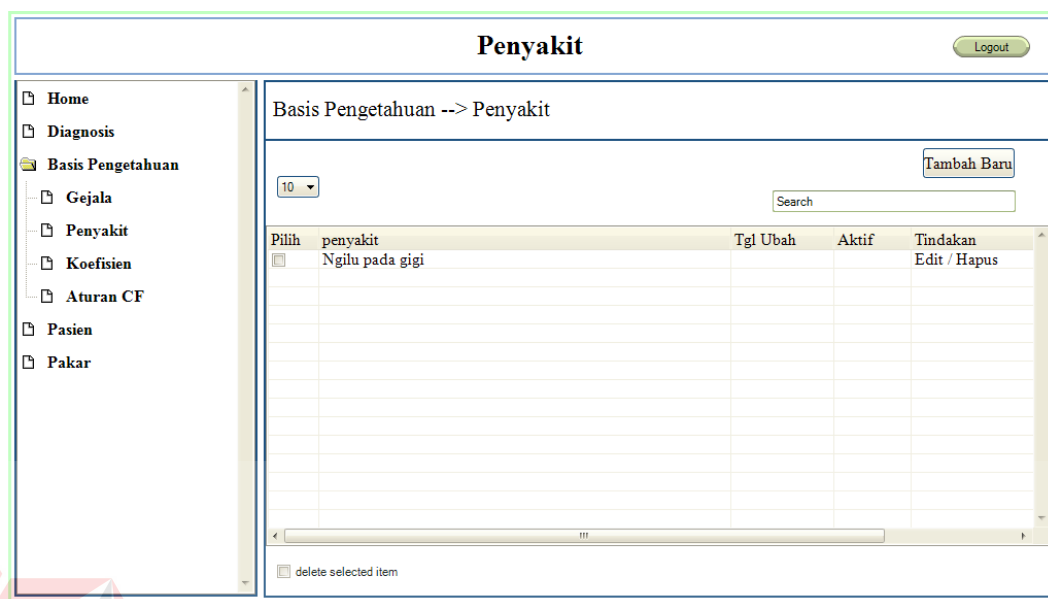 Penyakit
Logout
Home
Diagnosis
Basis Pengetahuan
Gejala
Penyakit
Koefisien
Aturan CF
Pasien
Pakar
Basis Pengetahuan --> Penyakit
Tambah Baru
10
Search
Pilih penyakit Tgl Ubah Aktif Tindakan
Ngilu pada gigi Edit / Hapus
delete selected item